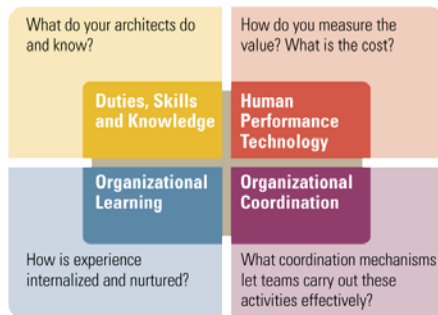 What do your architects do
and know?
How do you measure the
value? What is the cost?
Duties, Skills
and Knowledge
Human
Performance
Technology
Organizational
Learning
Organizational
Coordination
How is experience
internalized and nurtured?
What coordination mechanisms
let teams carry out these
activities effectively?